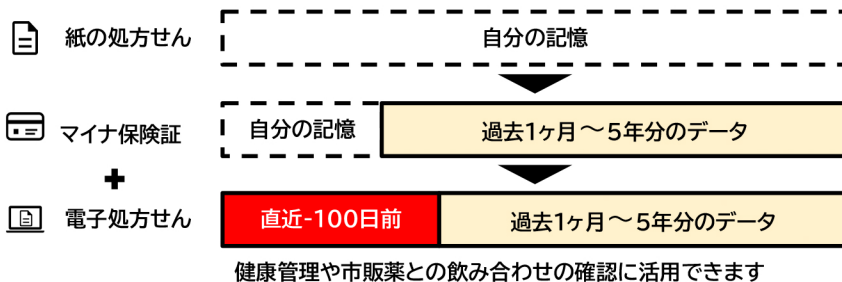 紙の処方せん
自分の記憶
マイナ保険証
自分の記憶
過去1ヶ月～5年分のデータ
+
電子処方せん
直近-100日前
過去1ヶ月～5年分のデータ
健康管理や市販薬との飲み合わせの確認に活用できます